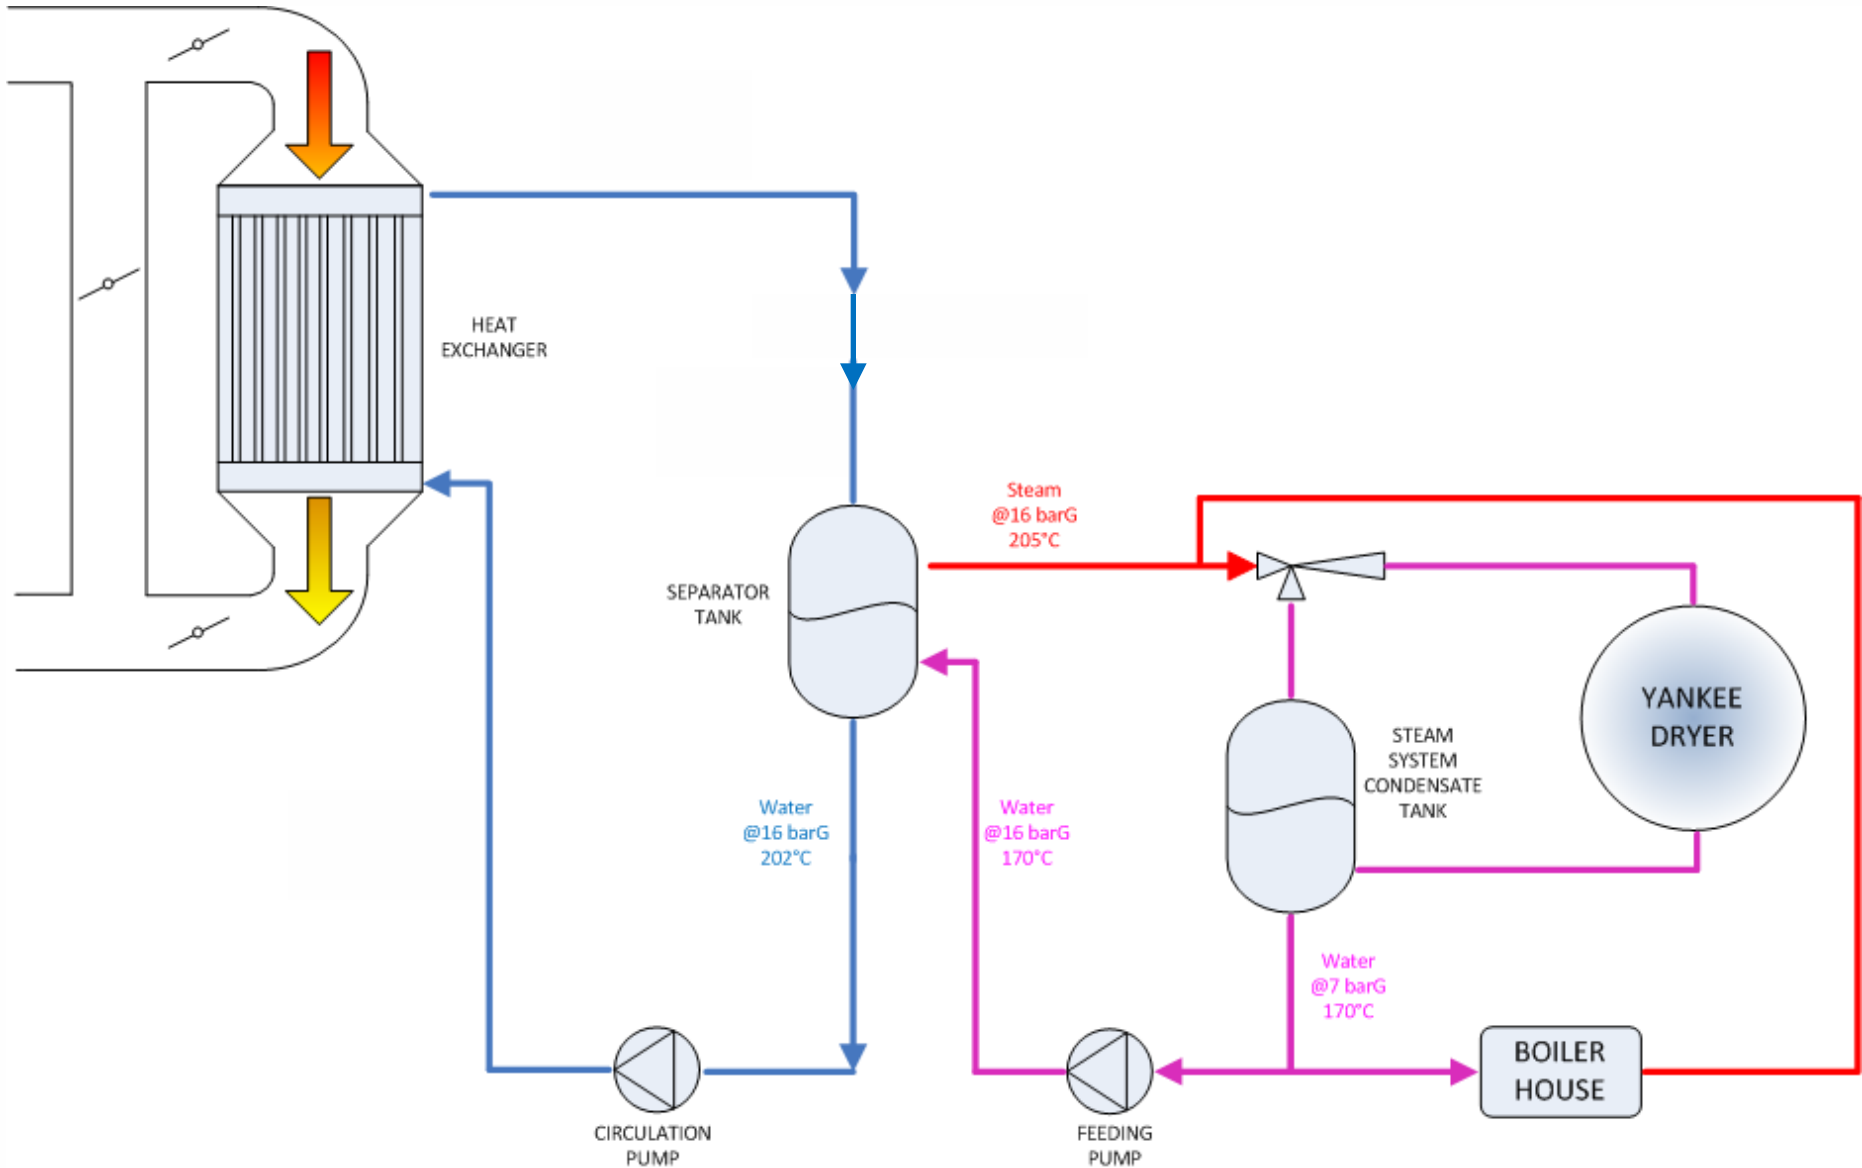 HEAT
EXCHANGER
Steam
@16 barG
205°C
SEPARATOR
TANK
YANKEE
DRYER
STEAM
SYSTEM
CONDENSATE
TANK
Water
@16 barG
202°C
Water
@16 barG
170°C
Water
@7 barG
170°C
BOILER
HOUSE
CIRCULATION
PUMP
FEEDING
PUMP